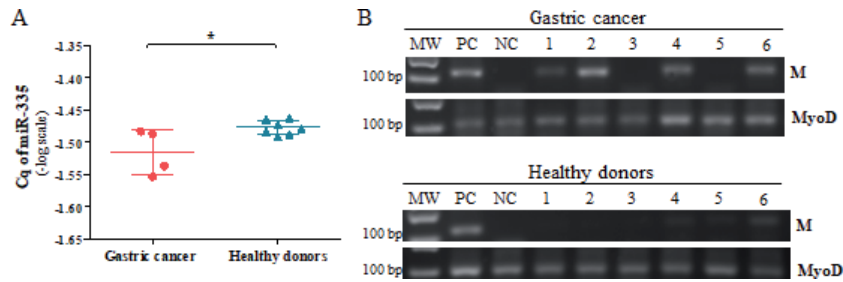 A
Cq of miR-335
(-log scale)
-1.35
-1.40
-1.45
-1.50
-1.55
-1.60
-1.65
*
Gastric cancer
Healthy donors
B
Gastric cancer
MW PC NC 1 2 3 4 5 6
100 bp
M
100 bp
MyoD
Healthy donors
MW PC NC 1 2 3 4 5 6
100 bp
M
100 bp
MyoD